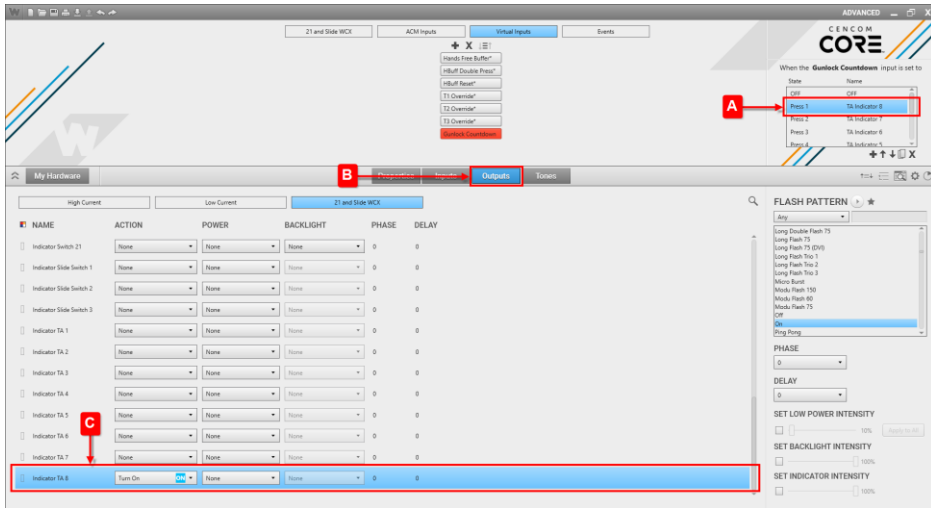 ADVANCED
21 and Slide WCX
ACM Inputs
Virtual Inputs
Events
Hands Free Buffer*
HBuff Double Press*
HBuff Reset*
T1 Override*
T2 Override*
T3 Override*
Gunlock Countdown
CENCOM
CORE
When the Gunlock Countdown input is set to
State Name
OFF OFF
Press 1 TA Indicator 8
Press 2 TA Indicator 7
Press 3 TA Indicator 6
Press 4 TA Indicator 5
A
B
My Hardware
Properties
Inputs
Outputs
Tones
High Current
Low Current
21 and Slide WCX
NAME ACTION POWER BACKLIGHT PHASE DELAY
Indicator Switch 21 None None None 0 0
Indicator Slide Switch 1 None None None 0 0
Indicator Slide Switch 2 None None None 0 0
Indicator Slide Switch 3 None None None 0 0
Indicator TA 1 None None None 0 0
Indicator TA 2 None None None 0 0
Indicator TA 3 None None None 0 0
Indicator TA 4 None None None 0 0
Indicator TA 5 None None None 0 0
C
Indicator TA 6 None None None 0 0
Indicator TA 7 None None None 0 0
Indicator TA 8 Turn On ON None None 0 0
FLASH PATTERN
Any
Long Double Flash 75
Long Flash 75
Long Flash 75 (DVI)
Long Flash Trio 1
Long Flash Trio 2
Long Flash Trio 3
Micro Burst
Modu Flash 150
Modu Flash 60
Modu Flash 75
Off
On
Ping Pong
PHASE
0
DELAY
0
SET LOW POWER INTENSITY
10% Apply to All
SET BACKLIGHT INTENSITY
100%
SET INDICATOR INTENSITY
100%